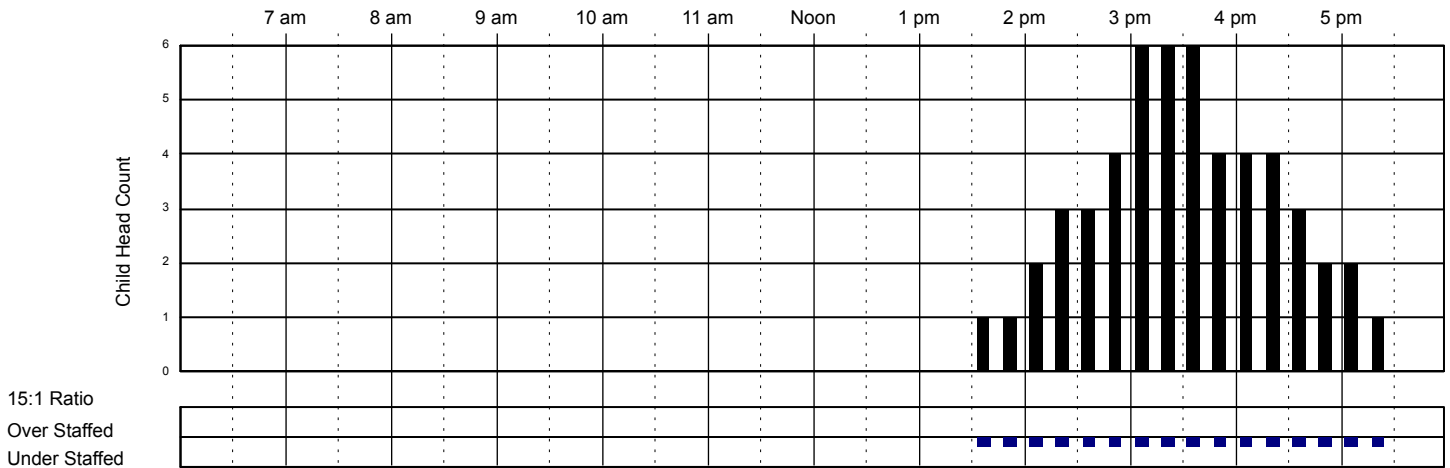 7 am 8 am 9 am 10 am 11 am Noon 1 pm 2 pm 3 pm 4 pm 5 pm
6
5
4
3
2
1
0
Child Head Count
15:1 Ratio
Over Staffed
Under Staffed